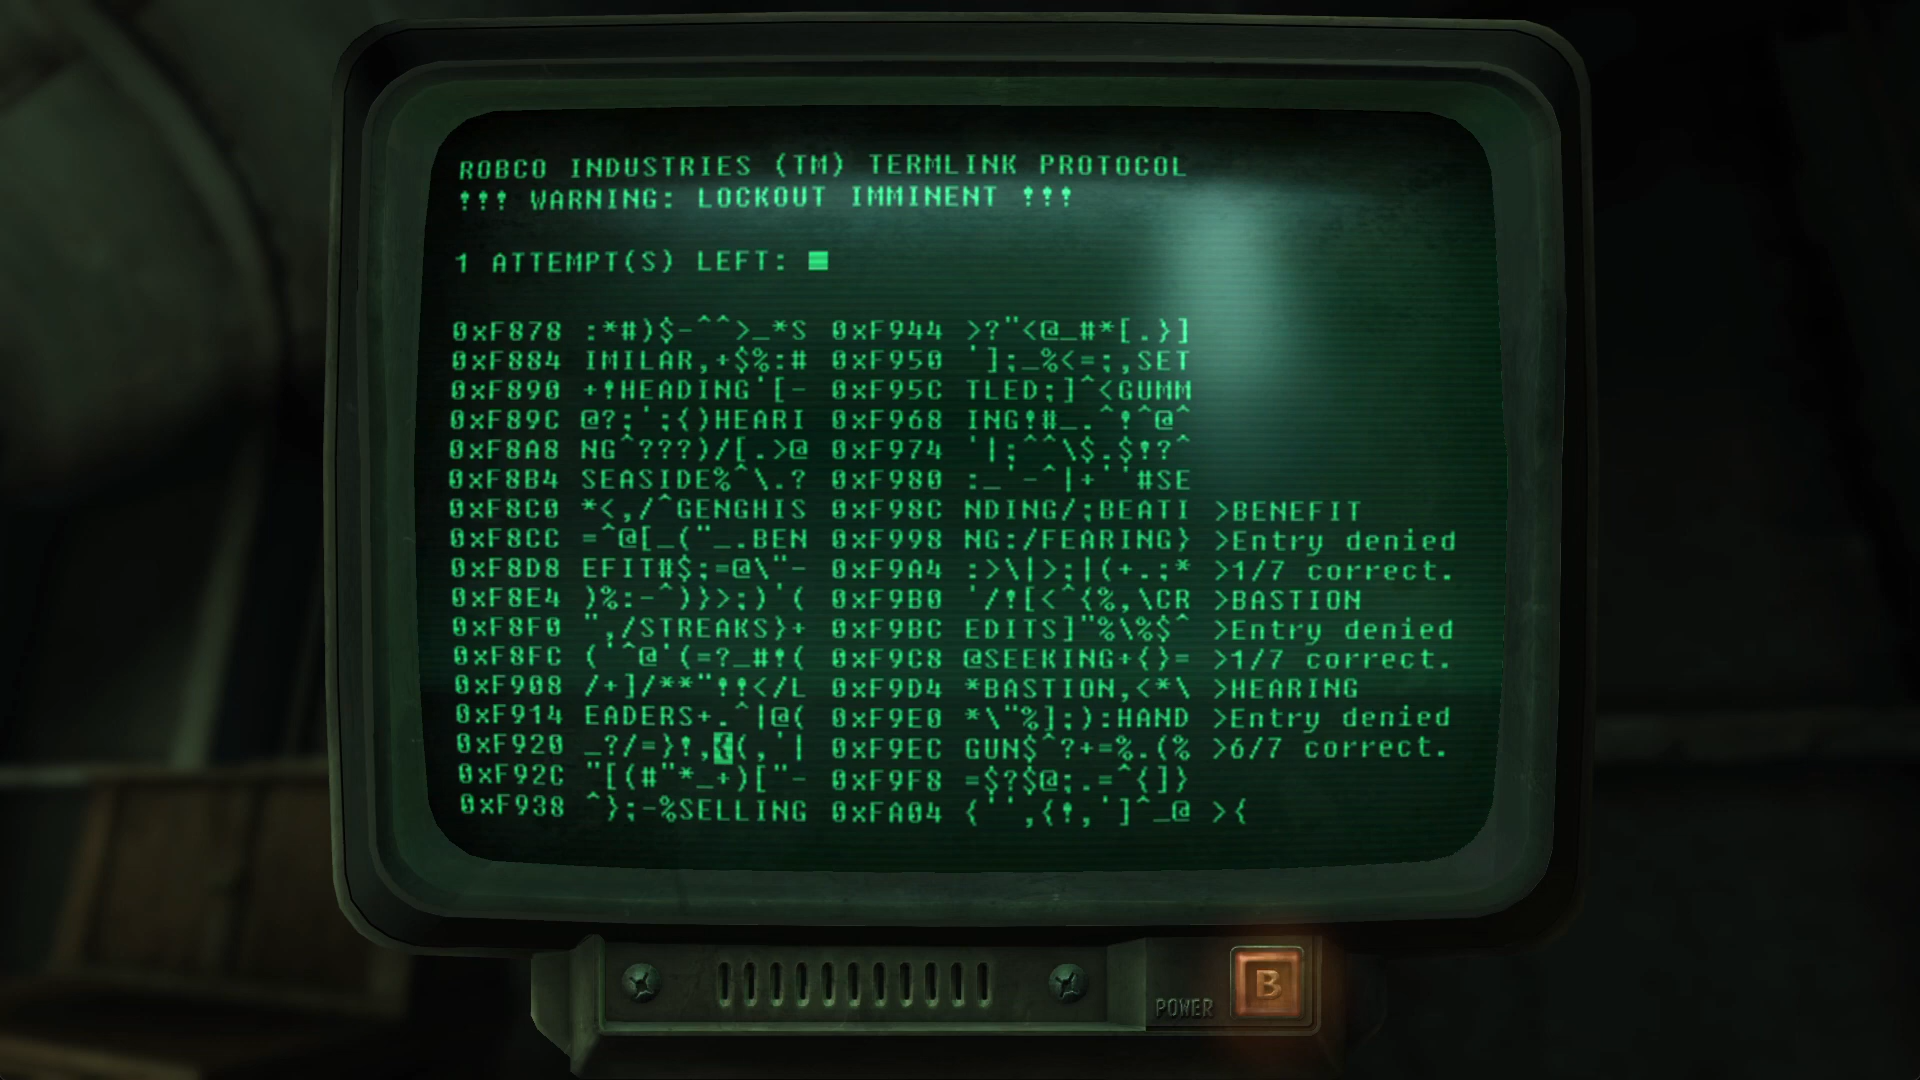 ROBCO INDUSTRIES (TM) TERMLINK PROTOCOL
!!! WARNING: LOCKOUT IMMINENT !!!
1 ATTEMPT(S) LEFT:
0xF878 :*#)$-^^>_*S 0xF944 >?"<@_#*[.}]
0xF884 IMILAR,+$%:# 0xF950 '];_%<=;,SET
0xF890 +!HEADING'[- 0xF95C TLED;]^<GUMM
0xF89C @?;';{)HEARI 0xF968 ING!#_.^!^@^
0xF8A8 NG^???)/[.>@ 0xF974 '|;^^\$.$!?^
0xF8B4 SEASIDE%^\.? 0xF980 :_'-^|+''#SE
0xF8C0 *<,/^GENGHIS 0xF98C NDING/;BEATI >BENEFIT
0xF8CC =^@[_("_.BEN 0xF998 NG:/FEARING} >Entry denied
0xF8D8 EFIT#$;=@\"- 0xF9A4 :>\|>;|(+.;* >1/7 correct.
0xF8E4 )%:-^)}>;)'( 0xF9B0 '/![<^{%,\CR >BASTION
0xF8F0 ",/STREAKS}+ 0xF9BC EDITS]"%\%$^ >Entry denied
0xF8FC ('^@'(=?_#!( 0xF9C8 @SEEKING+{}= >1/7 correct.
0xF908 /+]/**"!!</L 0xF9D4 *BASTION,<*\ >HEARING
0xF914 EADERS+.^|@( 0xF9E0 *\"%];):HAND >Entry denied
0xF920 _?/=}!,{(,'| 0xF9EC GUN$^?+=%.(% >6/7 correct.
0xF92C "[(#"*_+)["- 0xF9F8 =$?$@;.=^{]}
0xF938 ^};-%SELLING 0xFA04 {'',{!,']^_@ >{
POWER
B